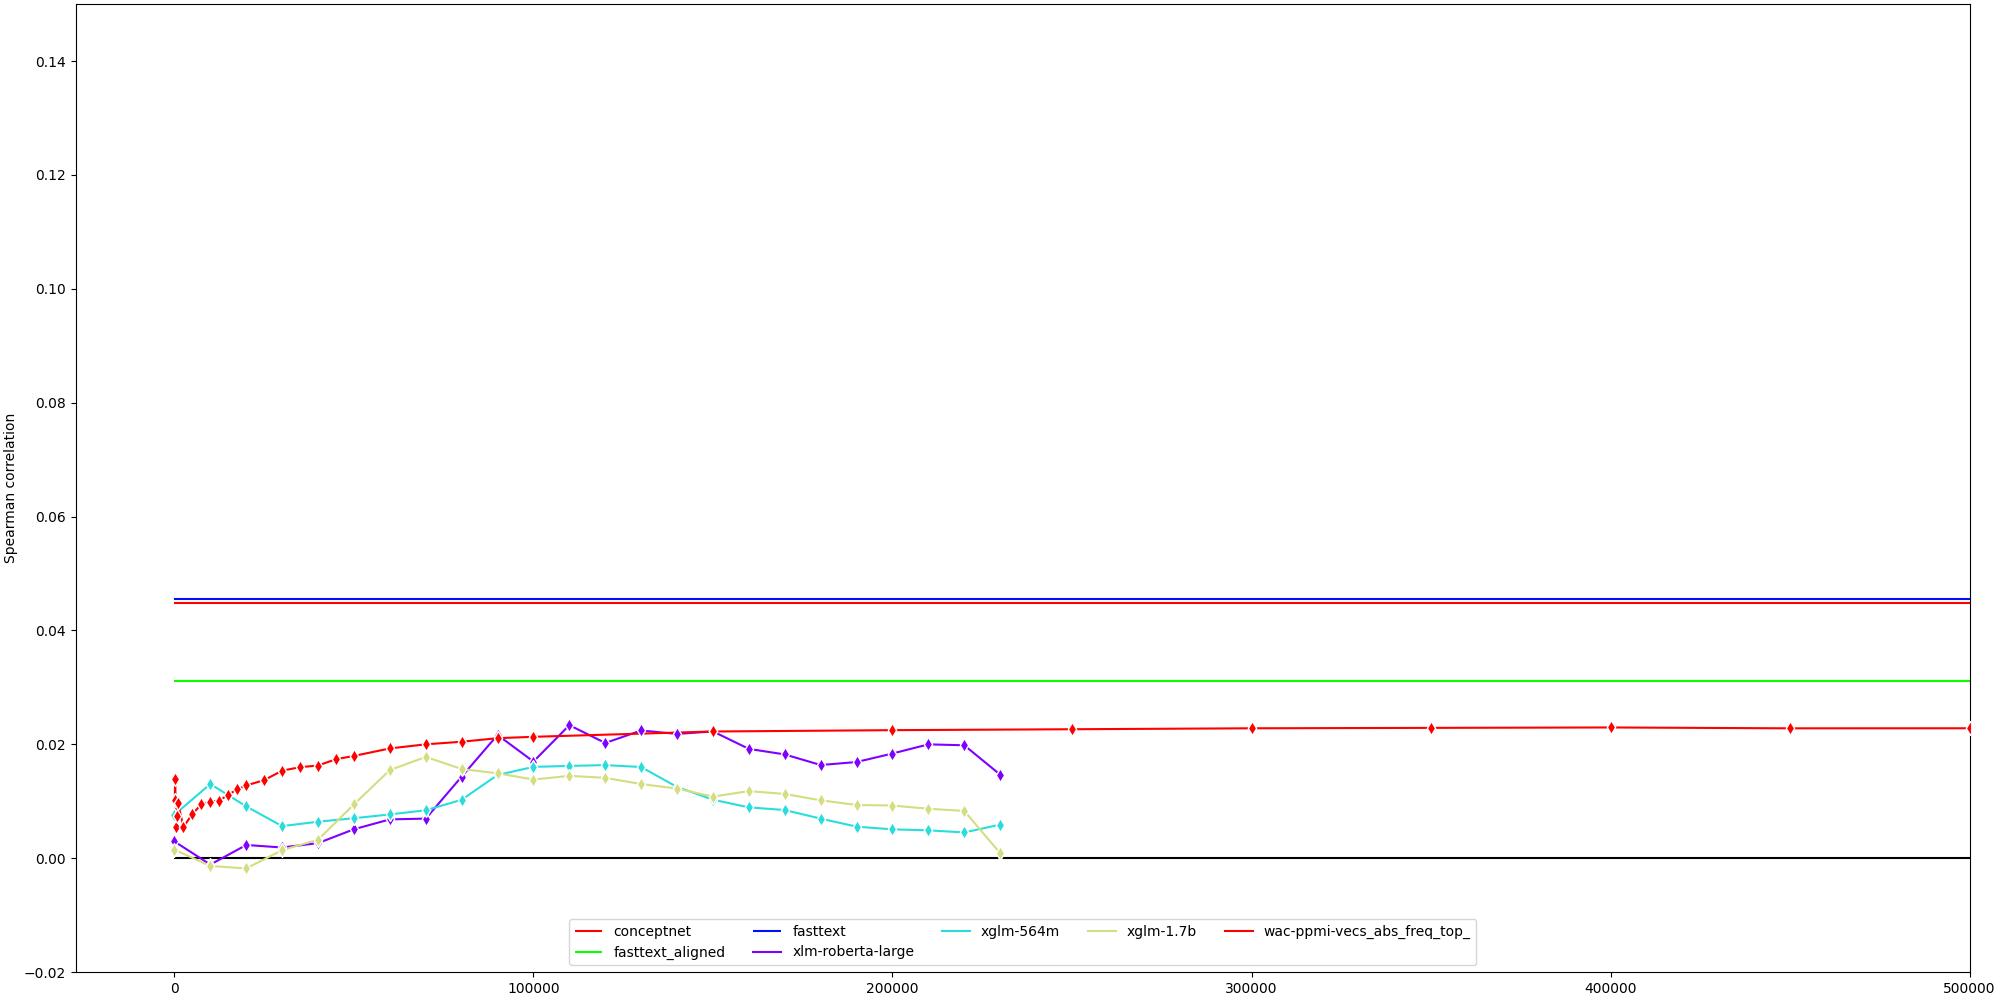 0.14
0.12
0.10
0.08
0.06
0.04
0.02
0.00
−0.02
Spearman correlation
0 100000 200000 300000 400000 500000
conceptnet fasttext xglm-564m xglm-1.7b wac-ppmi-vecs_abs_freq_top_
fasttext_aligned xlm-roberta-large